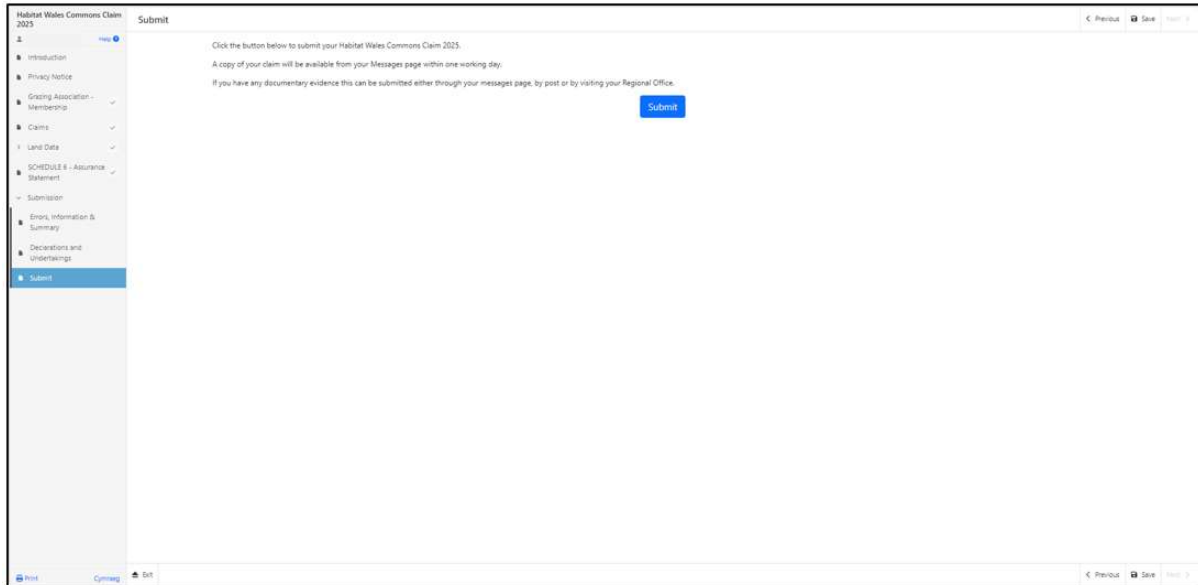 Habitat Wales Commons Claim
2025
Submit
Previous
Save
Next
Help
Introduction
Privacy Notice
Grazing Association -
Membership
Claims
Land Data
SCHEDULE 6 - Assurance
Statement
Submission
Errors, Information &
Summary
Declarations and
Undertakings
Submit
Click the button below to submit your Habitat Wales Commons Claim 2025.
A copy of your claim will be available from your Messages page within one working day.
If you have any documentary evidence this can be submitted either through your messages page, by post or by visiting your Regional Office.
Submit
Print
Cymraeg
Exit
Previous
Save
Next